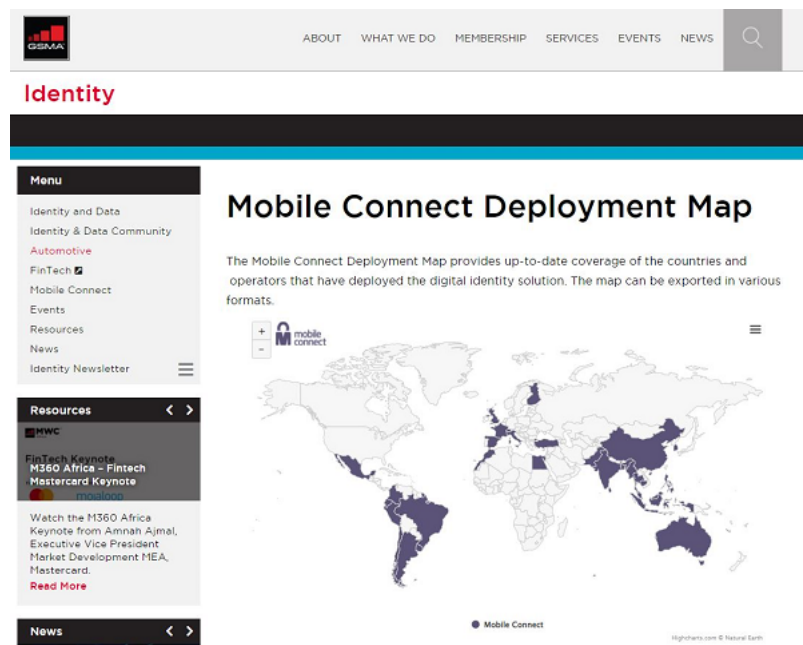 GSMA
ABOUT WHAT WE DO MEMBERSHIP SERVICES EVENTS NEWS
Identity
Menu
Identity and Data
Identity & Data Community
Automotive
FinTech
Mobile Connect
Events
Resources
News
Identity Newsletter
Resources
MWC
FinTech Keynote
M360 Africa – Fintech
Mastercard Keynote
Watch the M360 Africa
Keynote from Amnah Ajmal,
Executive Vice President
Market Development MEA,
Mastercard.
Read More
News
Mobile Connect Deployment Map
The Mobile Connect Deployment Map provides up-to-date coverage of the countries and
operators that have deployed the digital identity solution. The map can be exported in various
formats.
+
−
mobile
connect
Mobile Connect
Highcharts.com © Natural Earth